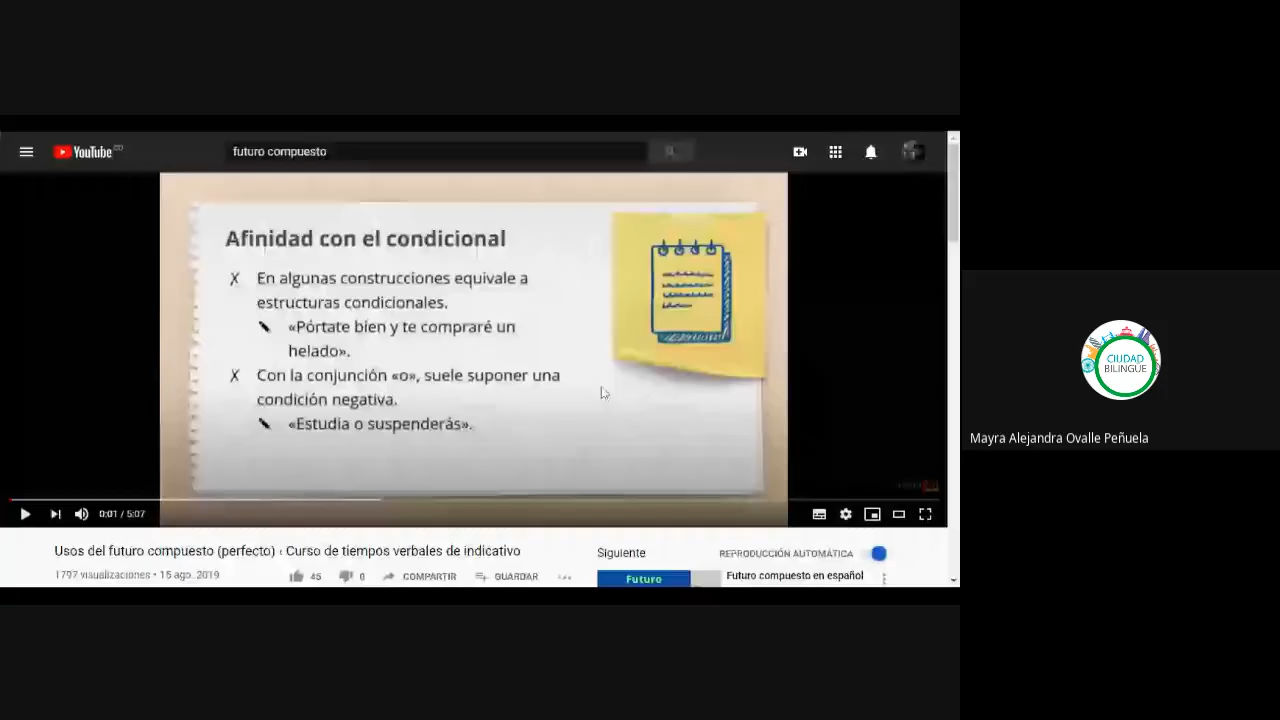 YouTube CO
futuro compuesto
Afinidad con el condicional
X En algunas construcciones equivale a
estructuras condicionales.
«Pórtate bien y te compraré un
helado».
X Con la conjunción «o», suele suponer una
condición negativa.
«Estudia o suspenderás».
0:01 / 5:07
Usos del futuro compuesto (perfecto) ‹ Curso de tiempos verbales de indicativo
1797 visualizaciones • 15 ago. 2019
45
0
COMPARTIR
GUARDAR
Siguiente
REPRODUCCIÓN AUTOMÁTICA
Futuro
Futuro compuesto en español
CIUDAD
BILINGÜE
Mayra Alejandra Ovalle Peñuela